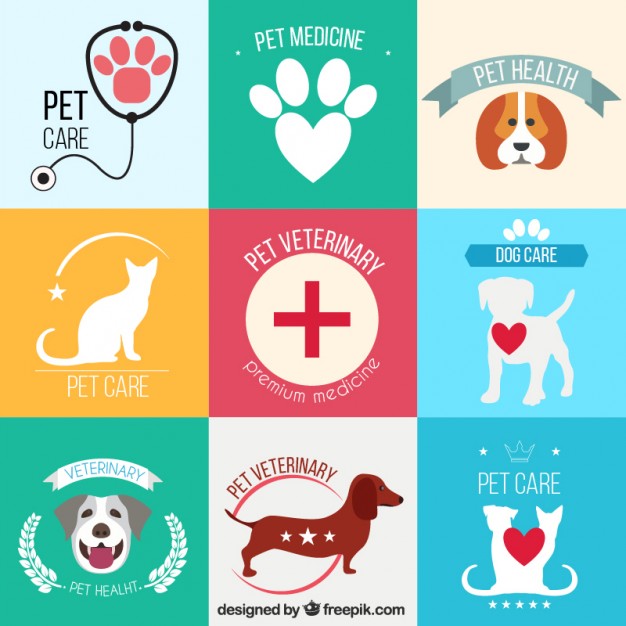 PET
CARE
PET MEDICINE
PET HEALTH
PET CARE
PET VETERINARY
premium medicine
DOG CARE
VETERINARY
PET HEALHT
PET VETERINARY
PET CARE
designed by freepik.com